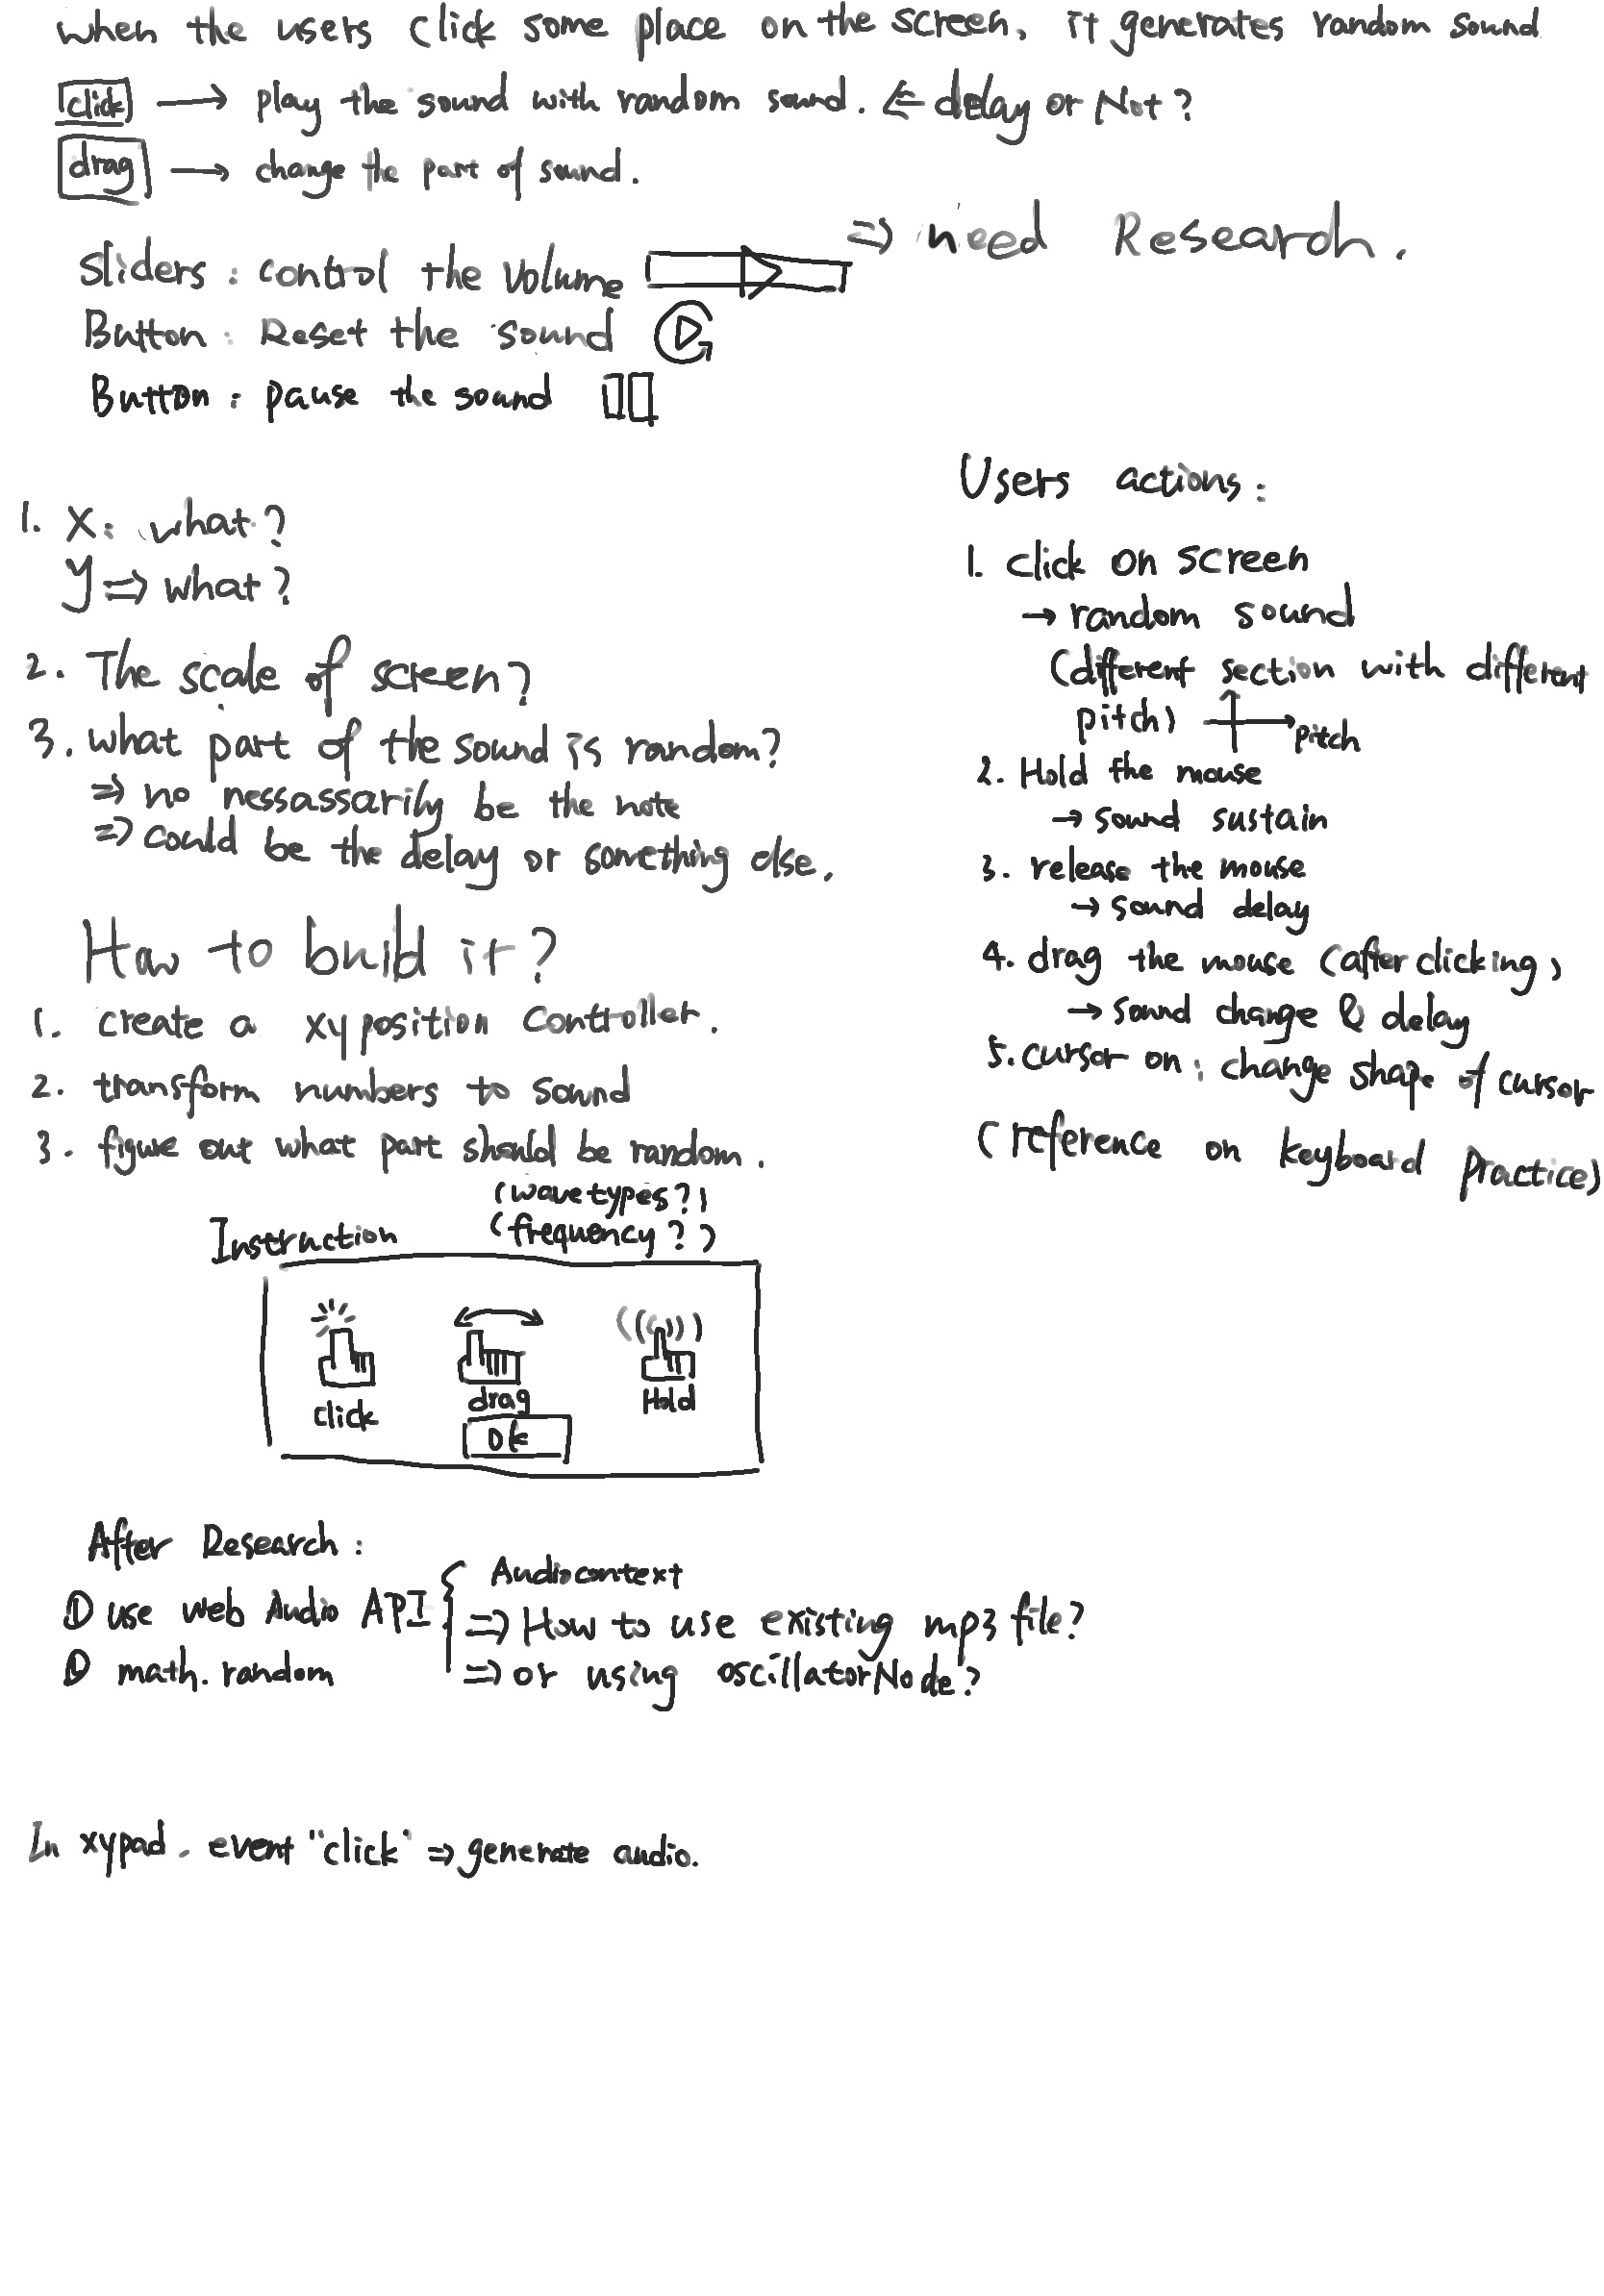 when the users click some place on the screen, it generates random sound
click → play the sound with random sound. ⇐ delay or Not?
drag → change the part of sound.
⇒ need Research.
Sliders: control the Volume
Button: Reset the sound
Button: pause the sound
1. X: what?
y ⇒ what?
2. The scale of screen?
3. what part of the sound is random?
⇒ no nessassarily be the note
⇒ could be the delay or something else.
How to build it?
1. create a xy position controller.
2. transform numbers to sound
3. figure out what part should be random.
(wave types?)
(frequency?)
Users actions:
1. click on screen
→ random sound
(different section with different
pitch)
pitch
2. Hold the mouse
→ sound sustain
3. release the mouse
→ sound delay
4. drag the mouse (after clicking)
→ sound change & delay
5. cursor on: change shape of cursor
(reference on keyboard practice)
Instruction
click drag Hold
OK
After Research:
① use web Audio API { Audiocontext
⇒ How to use existing mp3 file?
⇒ or using oscillatorNode?
① math.random
In xypad. event "click" ⇒ generate audio.